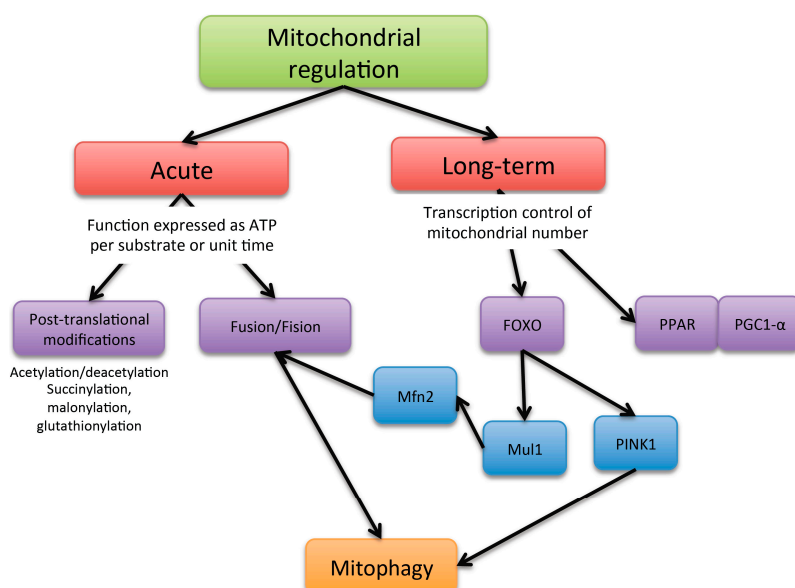 Mitochondrial
regulation
Acute
Long-term
Function expressed as ATP
per substrate or unit time
Transcription control of
mitochondrial number
Post-translational
modifications
Fusion/Fision
FOXO
PPAR
PGC1-α
Acetylation/deacetylation
Succinylation,
malonylation,
glutathionylation
Mfn2
Mul1
PINK1
Mitophagy